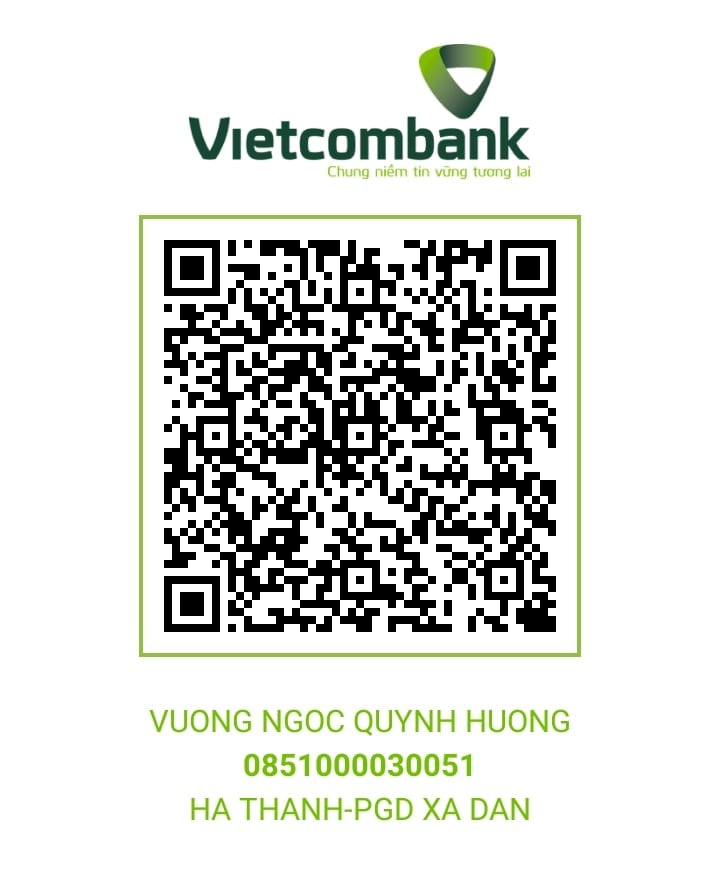 Vietcombank
Chung niềm tin vững tương lai
VUONG NGOC QUYNH HUONG
0851000030051
HA THANH-PGD XA DAN